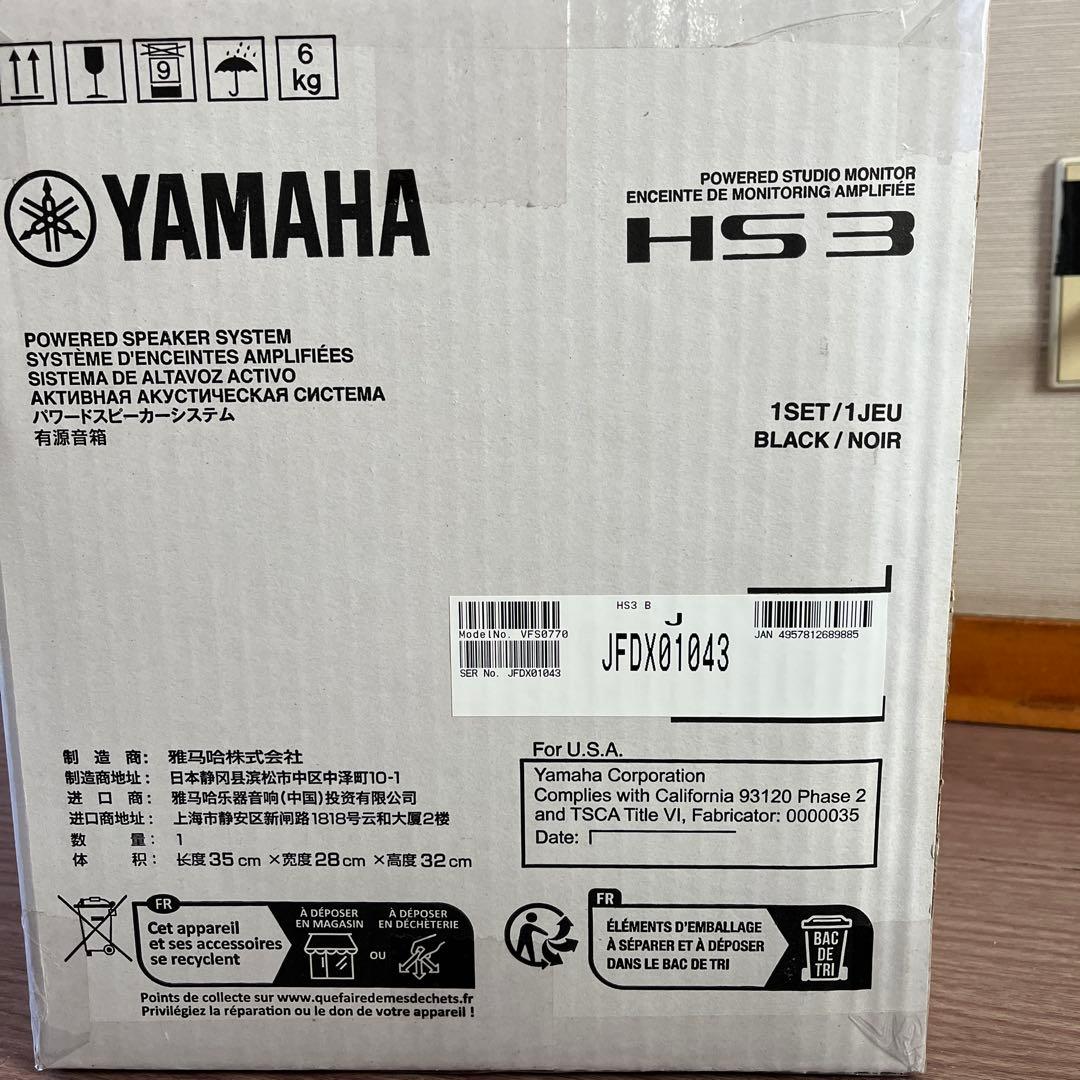 9
6
kg
YAMAHA
POWERED STUDIO MONITOR
ENCEINTE DE MONITORING AMPLIFIÉE
HS3
POWERED SPEAKER SYSTEM
SYSTÈME D'ENCEINTES AMPLIFIÉES
SISTEMA DE ALTAVOZ ACTIVO
АКТИВНАЯ АКУСТИЧЕСКАЯ СИСТЕМА
パワードスピーカーシステム
有源音箱
1SET/1JEU
BLACK/NOIR
HS3 B
J
ModelNo. VFS0770
JFDX01043
SER No. JFDX01043
JAN 4957812689885
制造商: 雅马哈株式会社
制造商地址: 日本静冈县滨松市中区中泽町10-1
进口商: 雅马哈乐器音响(中国)投资有限公司
进口商地址: 上海市静安区新闸路1818号云和大厦2楼
数量: 1
体积: 长度35cm ×宽度28cm ×高度32cm
For U.S.A.
Yamaha Corporation
Complies with California 93120 Phase 2
and TSCA Title VI, Fabricator: 0000035
Date:
FR
Cet appareil
et ses accessoires
se recyclent
À DÉPOSER
EN MAGASIN
OU
À DÉPOSER
EN DÉCHÈTERIE
Points de collecte sur www.quefairedemesdechets.fr
Privilégiez la réparation ou le don de votre appareil !
FR
ÉLÉMENTS D'EMBALLAGE
À SÉPARER ET À DÉPOSER
DANS LE BAC DE TRI
BAC
DE
TRI